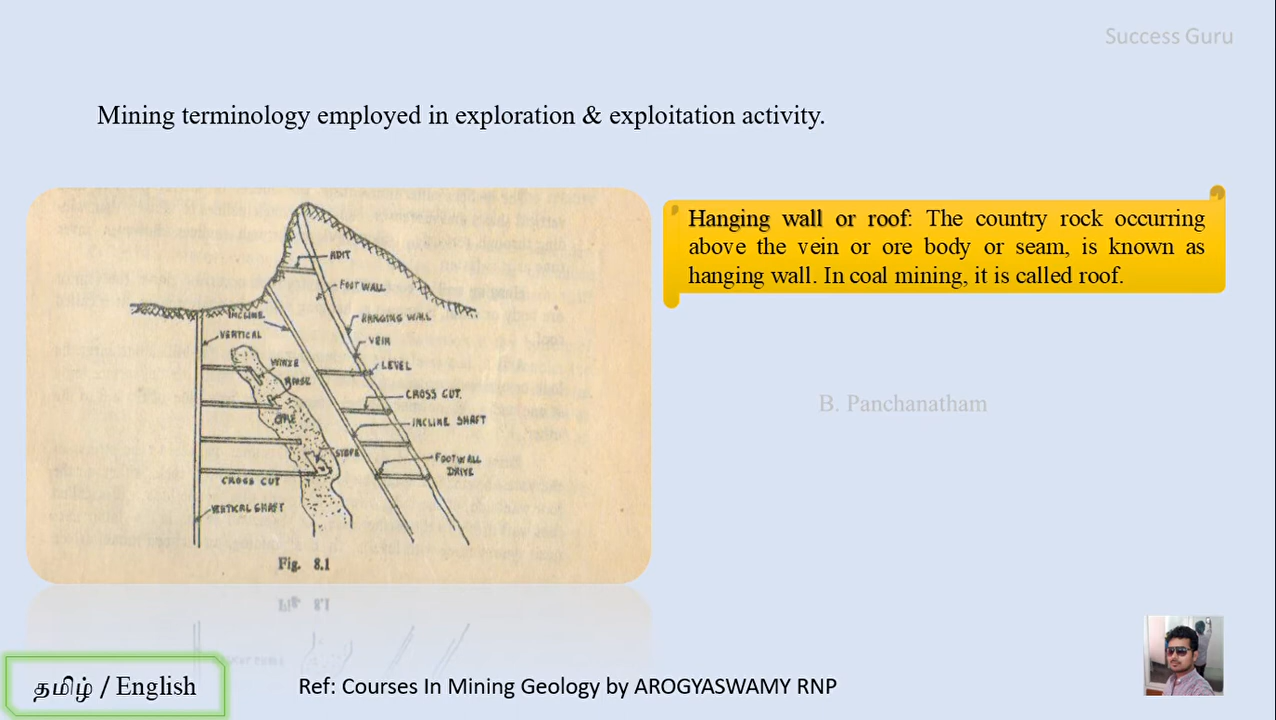 Success Guru
Mining terminology employed in exploration & exploitation activity.
Hanging wall or roof: The country rock occurring
above the vein or ore body or seam, is known as
hanging wall. In coal mining, it is called roof.
ADIT
FOOT WALL
INCLINE
HANGING WALL
VERTICAL
VEIN
WINZE
LEVEL
RAISE
CROSS CUT.
ORE
INCLINE SHAFT
STOPE
FOOTWALL
DRIVE
CROSS CUT
VERTICAL SHAFT
Fig. 8.1
B. Panchanatham
தமிழ் / English
Ref: Courses In Mining Geology by AROGYASWAMY RNP